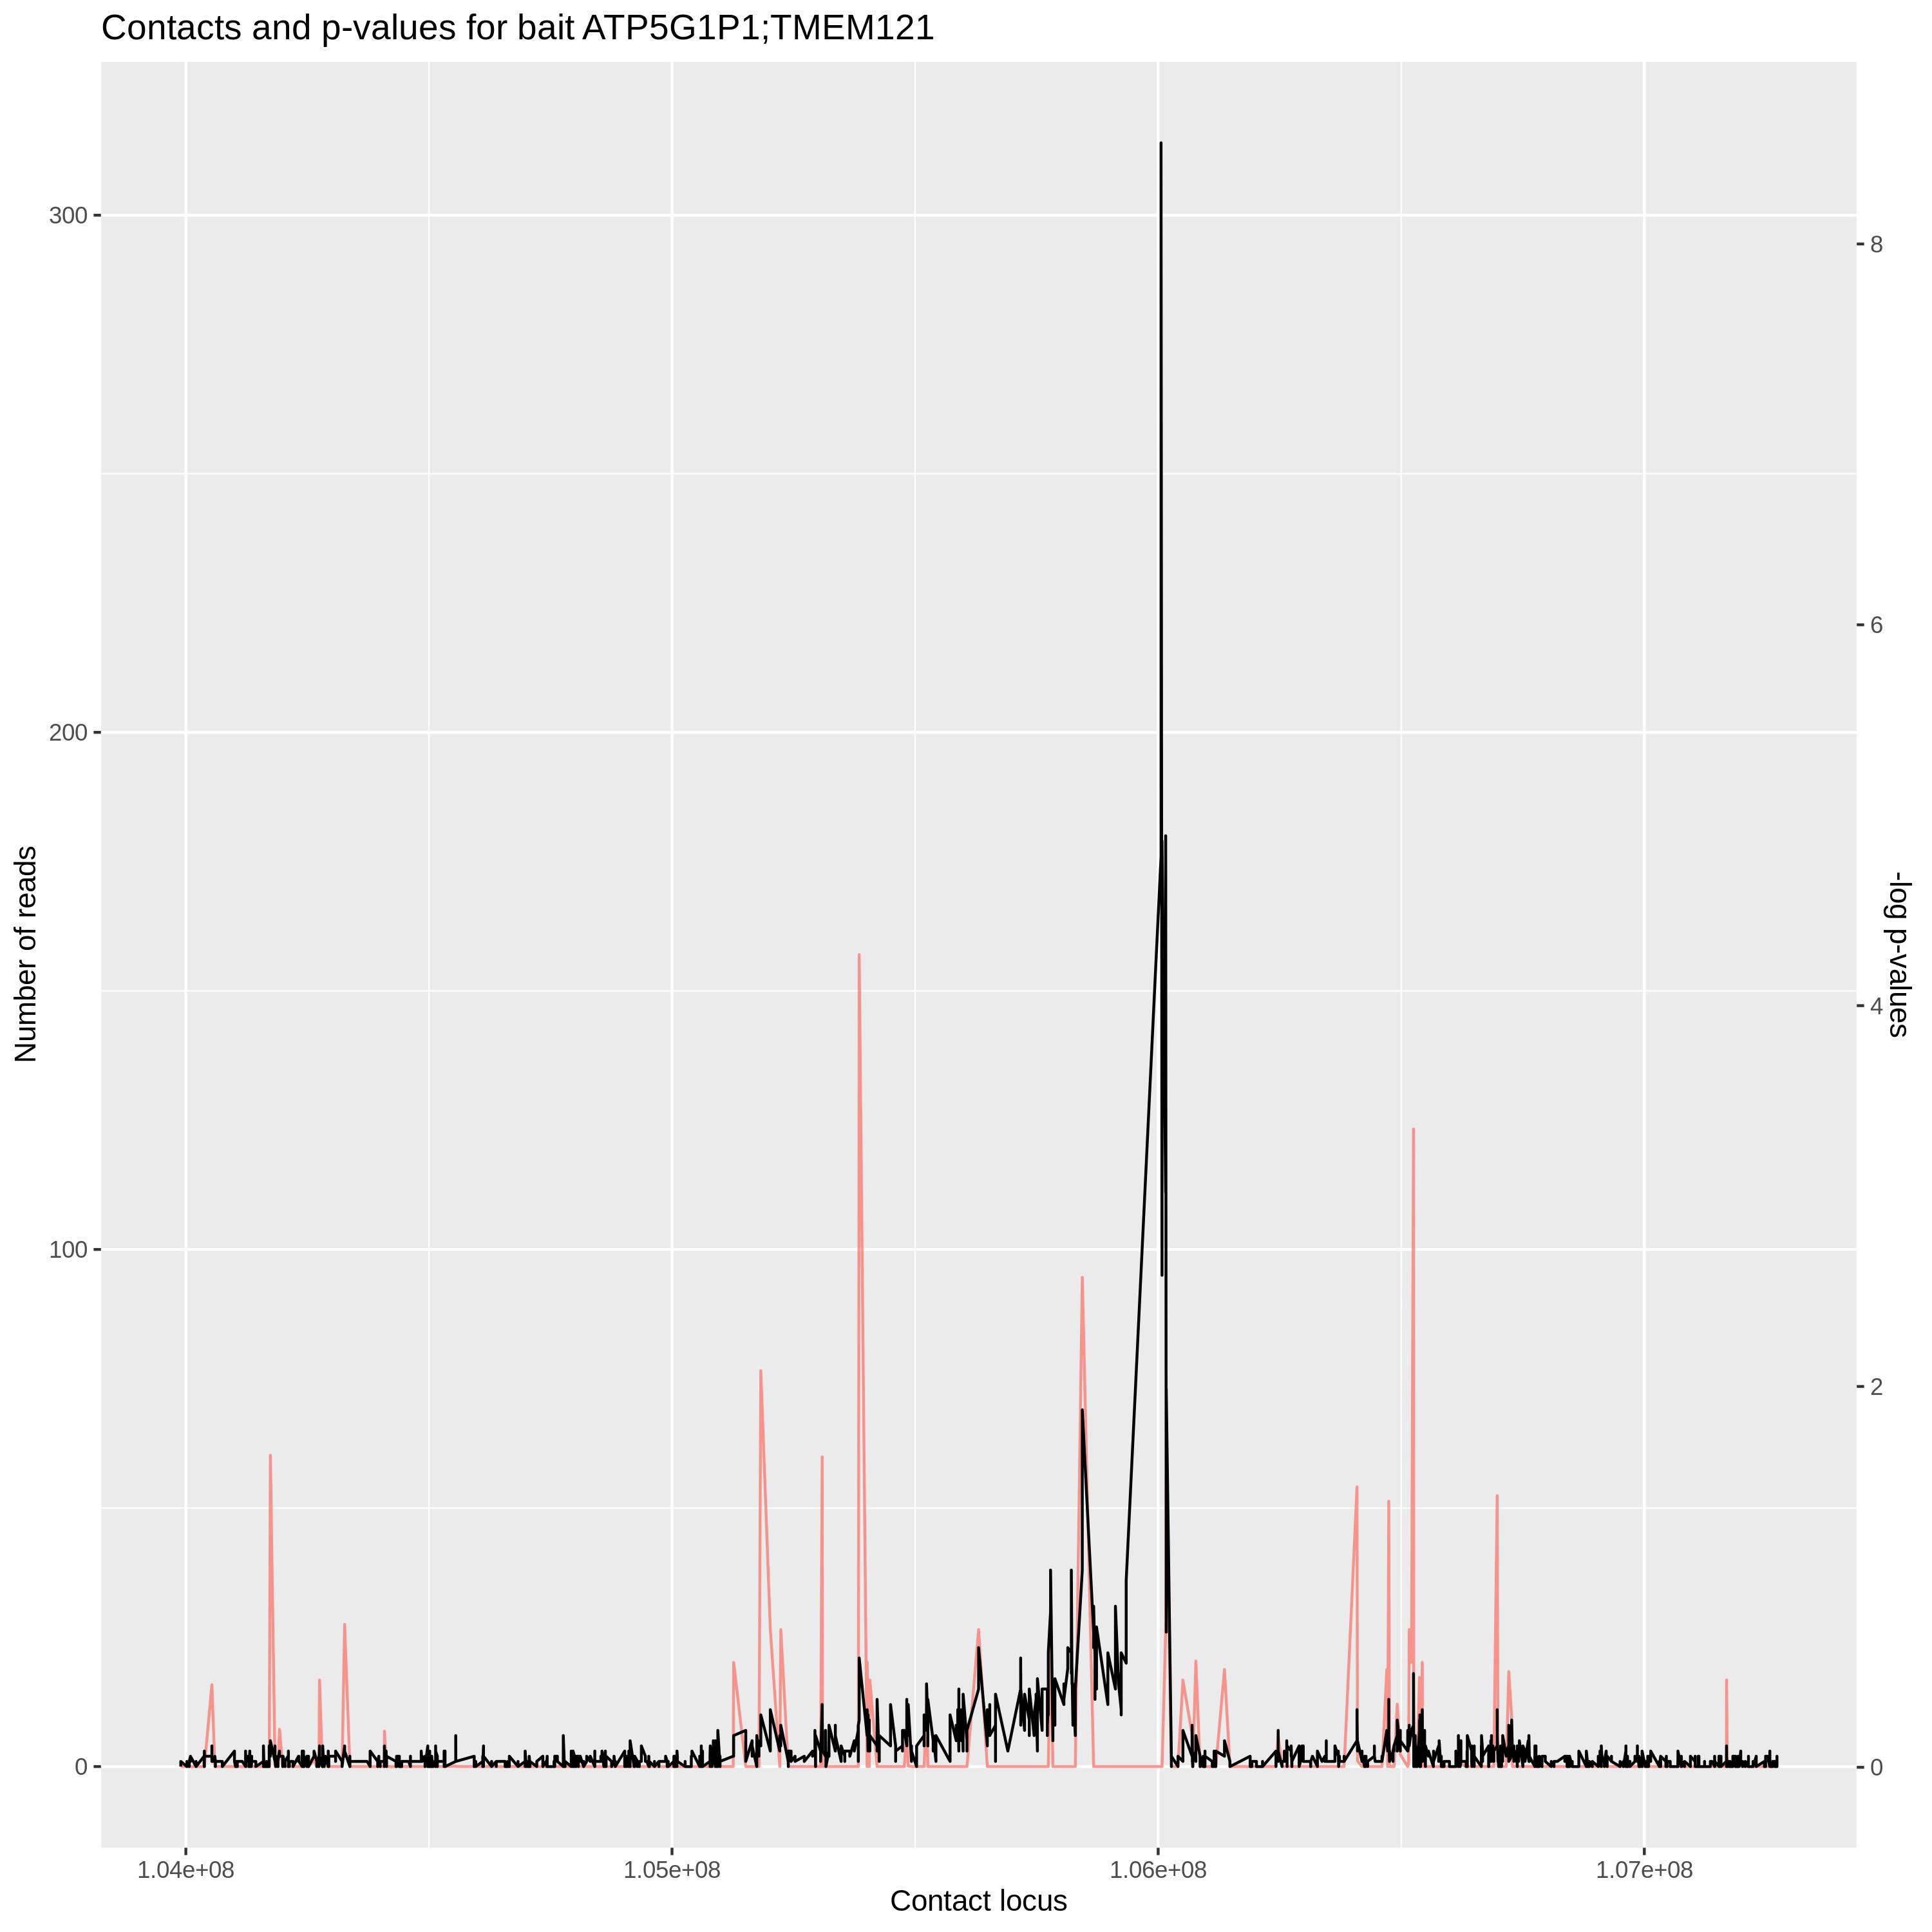 Contacts and p-values for bait ATP5G1P1;TMEM121
300
200
100
0
Number of reads
8
6
4
2
0
-log p-values
1.04e+08
1.05e+08
1.06e+08
1.07e+08
Contact locus